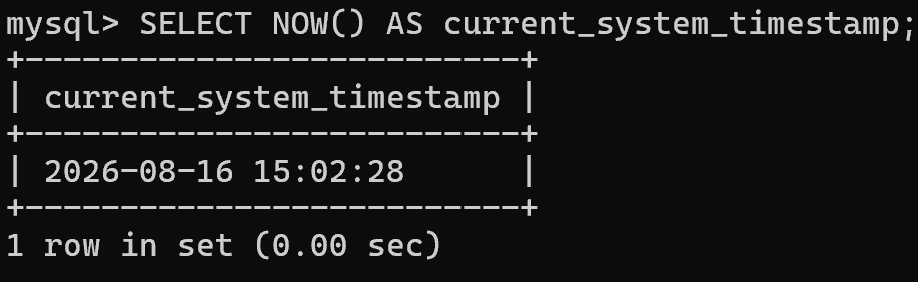 mysql> SELECT NOW() AS current_system_timestamp;
+--------------------------+
| current_system_timestamp |
+--------------------------+
| 2026-08-16 15:02:28      |
+--------------------------+
1 row in set (0.00 sec)